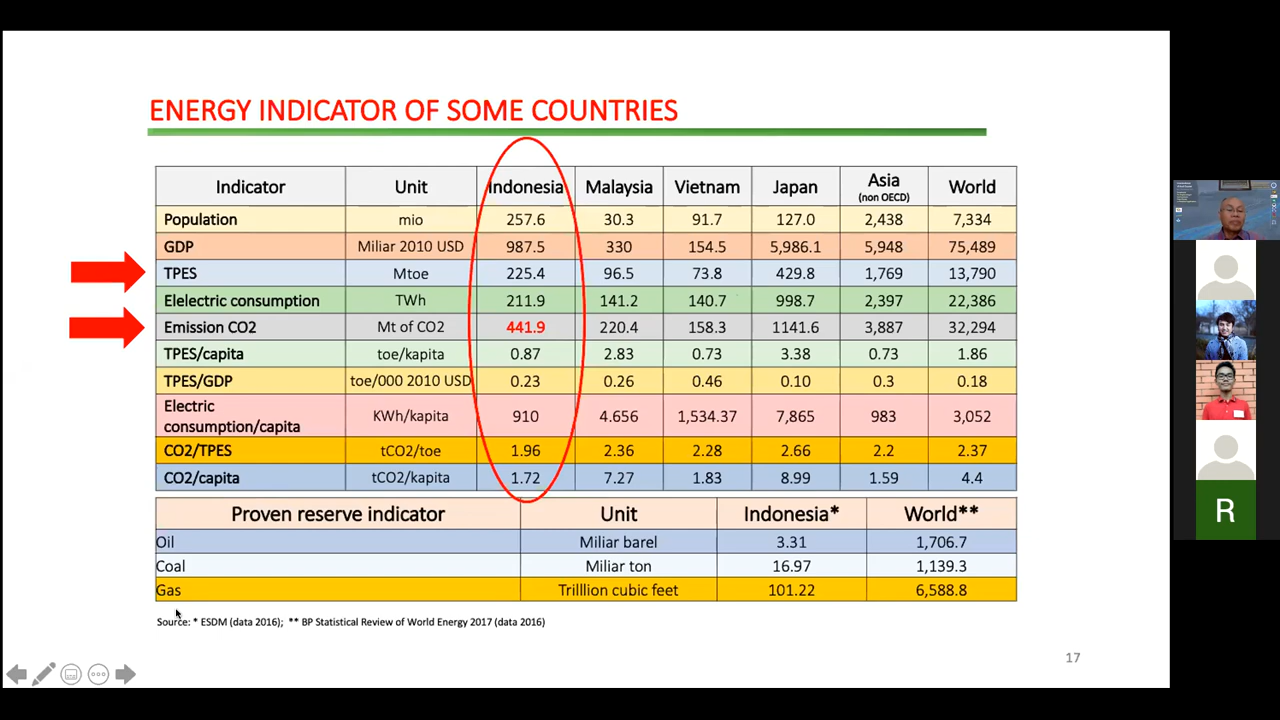 ENERGY INDICATOR OF SOME COUNTRIES
Indicator Unit Indonesia Malaysia Vietnam Japan Asia (non OECD) World
Population mio 257.6 30.3 91.7 127.0 2,438 7,334
GDP Miliar 2010 USD 987.5 330 154.5 5,986.1 5,948 75,489
TPES Mtoe 225.4 96.5 73.8 429.8 1,769 13,790
Elelectric consumption TWh 211.9 141.2 140.7 998.7 2,397 22,386
Emission CO2 Mt of CO2 441.9 220.4 158.3 1141.6 3,887 32,294
TPES/capita toe/kapita 0.87 2.83 0.73 3.38 0.73 1.86
TPES/GDP toe/000 2010 USD 0.23 0.26 0.46 0.10 0.3 0.18
Electric consumption/capita KWh/kapita 910 4.656 1,534.37 7,865 983 3,052
CO2/TPES tCO2/toe 1.96 2.36 2.28 2.66 2.2 2.37
CO2/capita tCO2/kapita 1.72 7.27 1.83 8.99 1.59 4.4
Proven reserve indicator Unit Indonesia* World**
Oil Miliar barel 3.31 1,706.7
Coal Miliar ton 16.97 1,139.3
Gas Trilllion cubic feet 101.22 6,588.8
Source: * ESDM (data 2016); ** BP Statistical Review of World Energy 2017 (data 2016)
17
R